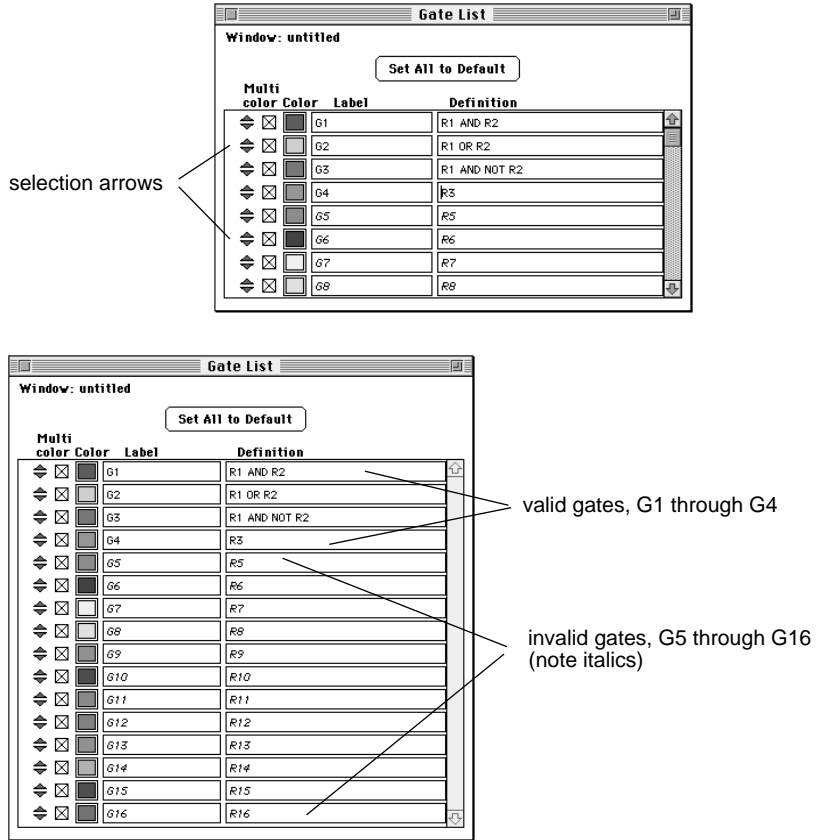 Gate List
Window: untitled
Set All to Default
Multi
color Color Label Definition
G1 R1 AND R2
G2 R1 OR R2
G3 R1 AND NOT R2
G4 R3
G5 R5
G6 R6
G7 R7
G8 R8
selection arrows
Gate List
Window: untitled
Set All to Default
Multi
color Color Label Definition
G1 R1 AND R2
G2 R1 OR R2
G3 R1 AND NOT R2
G4 R3
G5 R5
G6 R6
G7 R7
G8 R8
G9 R9
G10 R10
G11 R11
G12 R12
G13 R13
G14 R14
G15 R15
G16 R16
valid gates, G1 through G4
invalid gates, G5 through G16
(note italics)